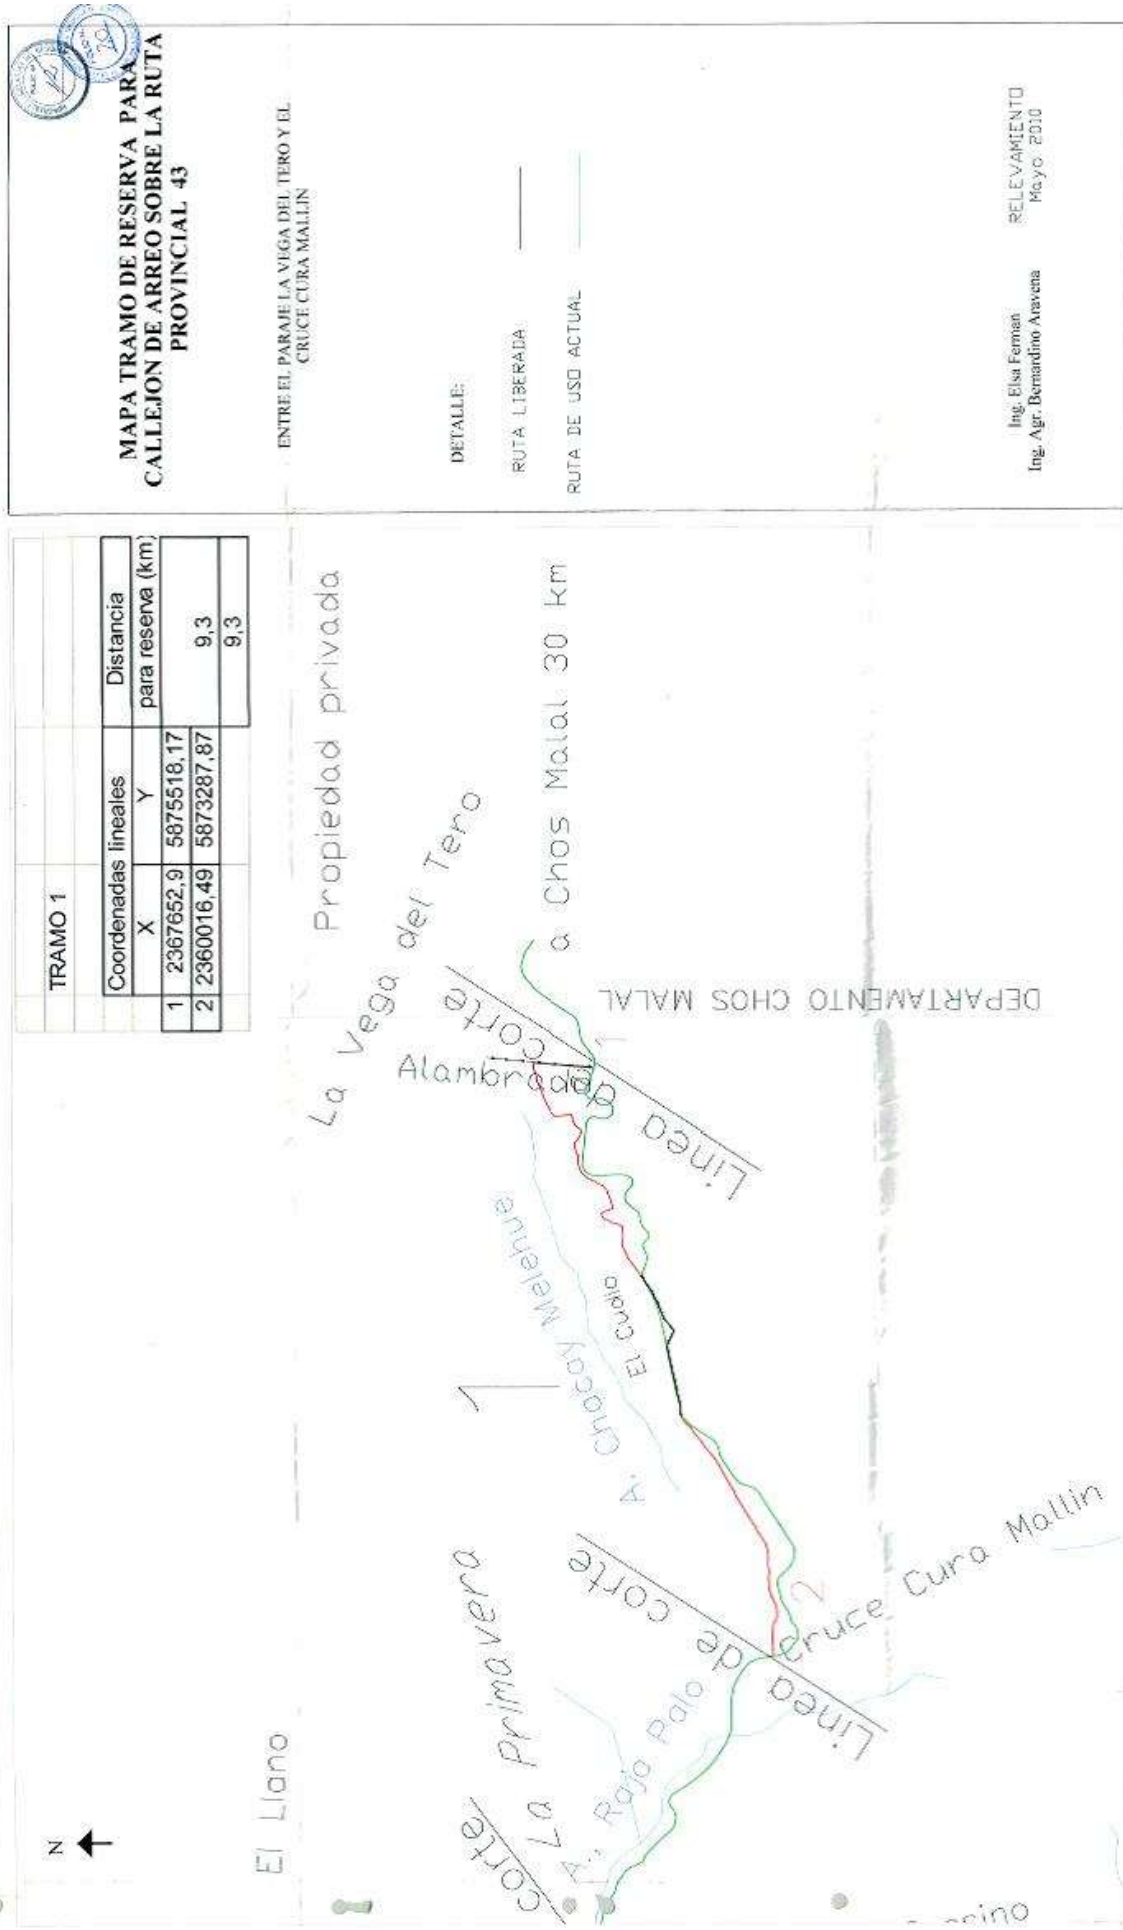 MAPA TRAMO DE RESERVA PARA
CALLEJON DE ARREO SOBRE LA RUTA
PROVINCIAL 43
ENTRE EL PARAJE LA VEGA DEL TERO Y EL
CRUCE CURA MALLIN
DETALLE:
RUTA LIBERADA
RUTA DE USO ACTUAL
Ing. Elsa Ferman
Ing. Agr. Bernardino Aravena
RELEVAMIENTO
Mayo 2010
TRAMO 1
Coordenadas lineales Distancia
X Y para reserva (km)
1 2367652,9 5875518,17
2 2360016,49 5873287,87 9,3
9,3
N
El Llano
Propiedad privada
La Vega del Tero
a Chos Malal 30 km
DEPARTAMENTO CHOS MALAL
Alambrado
Linea de corte
1
A. Chacay Melehue
El Curdio
1
La Primavera
corte
A., Raja Palo
Linea de corte
2
Cruce Cura Mallin